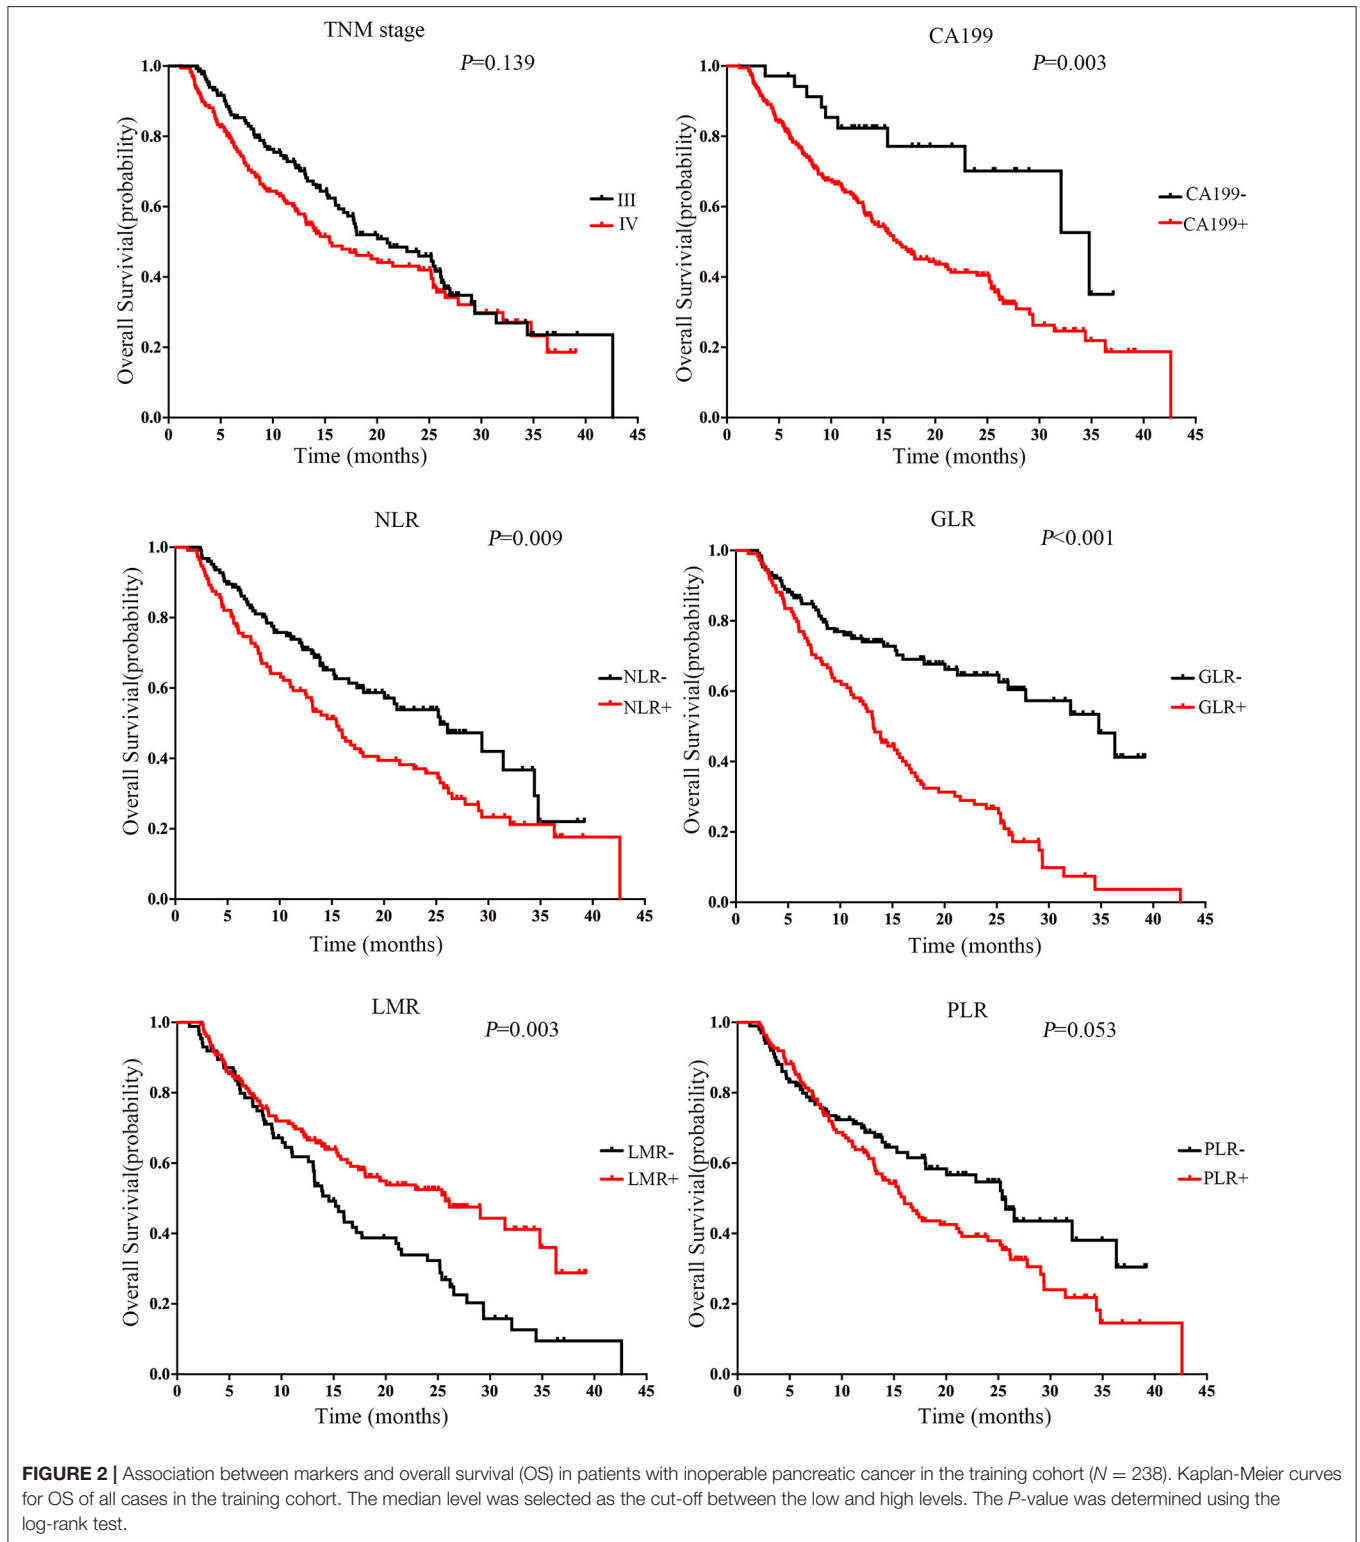 TNM stage
P=0.139
Overall Survivial(probability)
1.0
0.8
0.6
0.4
0.2
0.0
III
IV
0 5 10 15 20 25 30 35 40 45
Time (months)
CA199
P=0.003
Overall Survivial(probability)
1.0
0.8
0.6
0.4
0.2
0.0
CA199-
CA199+
0 5 10 15 20 25 30 35 40 45
Time (months)
NLR
P=0.009
Overall Survivial(probability)
1.0
0.8
0.6
0.4
0.2
0.0
NLR-
NLR+
0 5 10 15 20 25 30 35 40 45
Time (months)
GLR
P<0.001
Overall Survivial(probability)
1.0
0.8
0.6
0.4
0.2
0.0
GLR-
GLR+
0 5 10 15 20 25 30 35 40 45
Time (months)
LMR
P=0.003
Overall Survivial(probability)
1.0
0.8
0.6
0.4
0.2
0.0
LMR-
LMR+
0 5 10 15 20 25 30 35 40 45
Time (months)
PLR
P=0.053
Overall Survivial(probability)
1.0
0.8
0.6
0.4
0.2
0.0
PLR-
PLR+
0 5 10 15 20 25 30 35 40 45
Time (months)
FIGURE 2 | Association between markers and overall survival (OS) in patients with inoperable pancreatic cancer in the training cohort (N = 238). Kaplan-Meier curves
for OS of all cases in the training cohort. The median level was selected as the cut-off between the low and high levels. The P-value was determined using the
log-rank test.